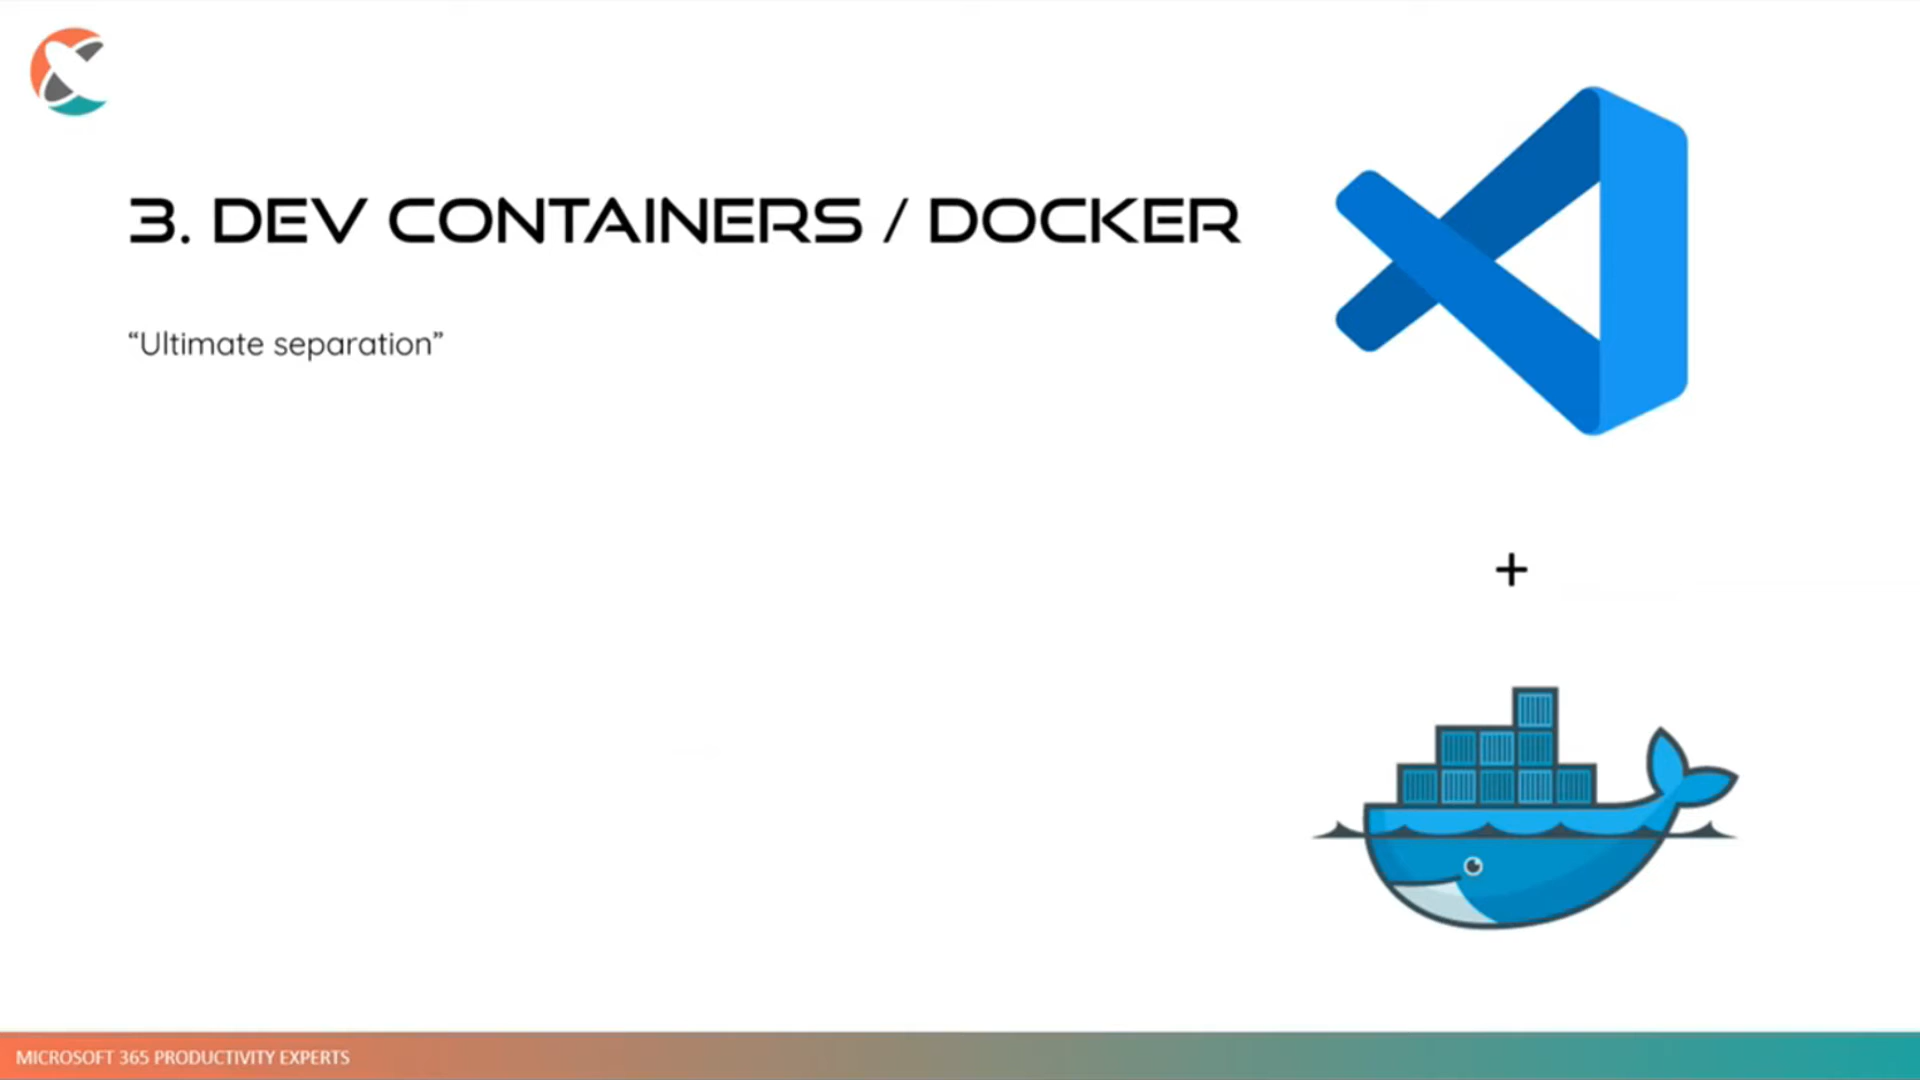 3. DEV CONTAINERS / DOCKER
“Ultimate separation”
+
MICROSOFT 365 PRODUCTIVITY EXPERTS